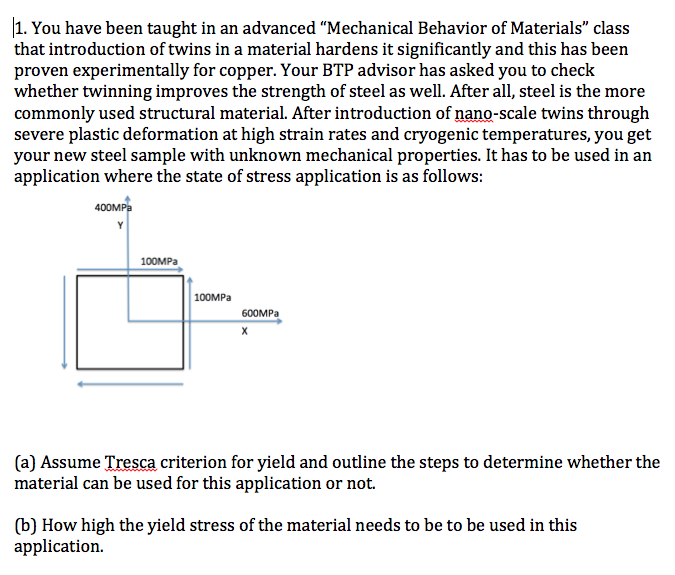 1. You have been taught in an advanced “Mechanical Behavior of Materials” class
that introduction of twins in a material hardens it significantly and this has been
proven experimentally for copper. Your BTP advisor has asked you to check
whether twinning improves the strength of steel as well. After all, steel is the more
commonly used structural material. After introduction of nano-scale twins through
severe plastic deformation at high strain rates and cryogenic temperatures, you get
your new steel sample with unknown mechanical properties. It has to be used in an
application where the state of stress application is as follows:
400MPa
Y
100MPa
100MPa
600MPa
X
(a) Assume Tresca criterion for yield and outline the steps to determine whether the
material can be used for this application or not.
(b) How high the yield stress of the material needs to be to be used in this
application.